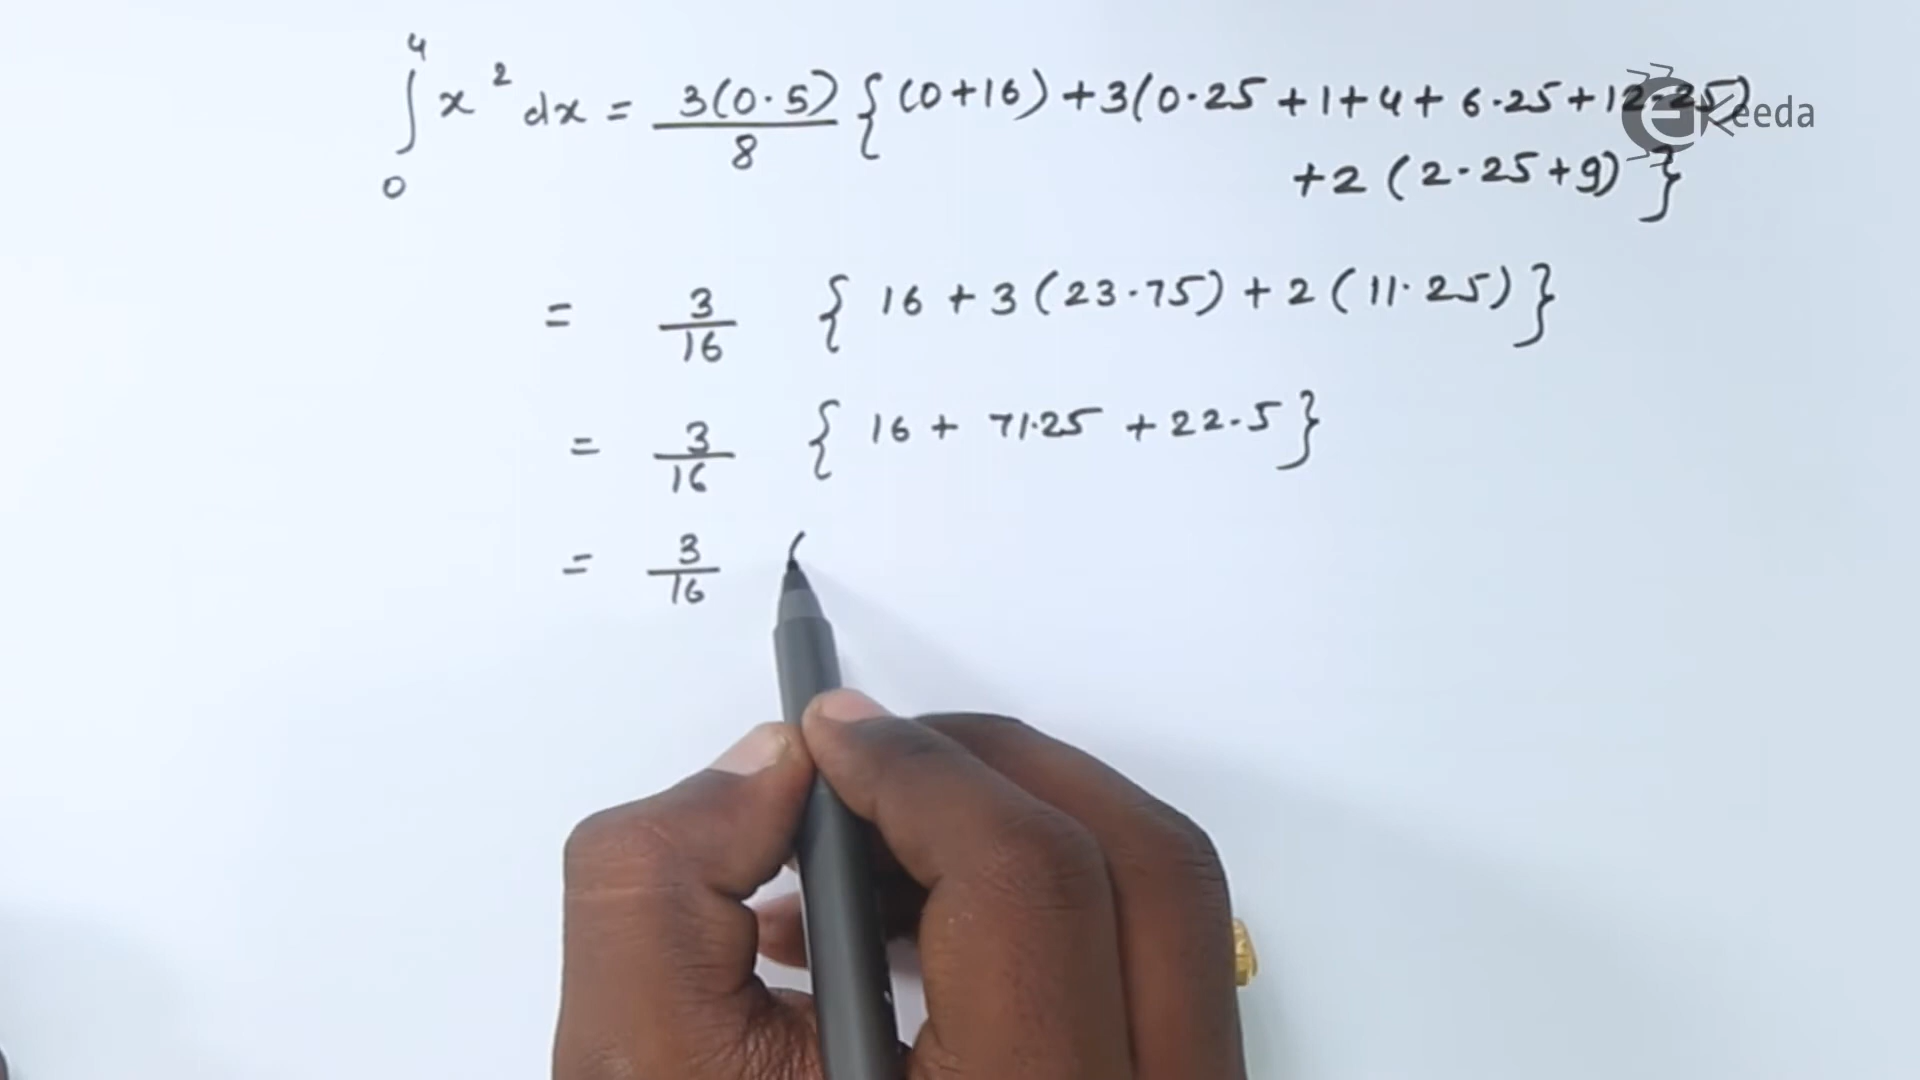 ∫₀⁴ x² dx = 3(0.5)/8 {(0+16)+3(0.25+1+4+6.25+12.25)
+2(2.25+9)}
= 3/16 {16+3(23.75)+2(11.25)}
= 3/16 {16+71.25+22.5}
= 3/16 (
eKeeda